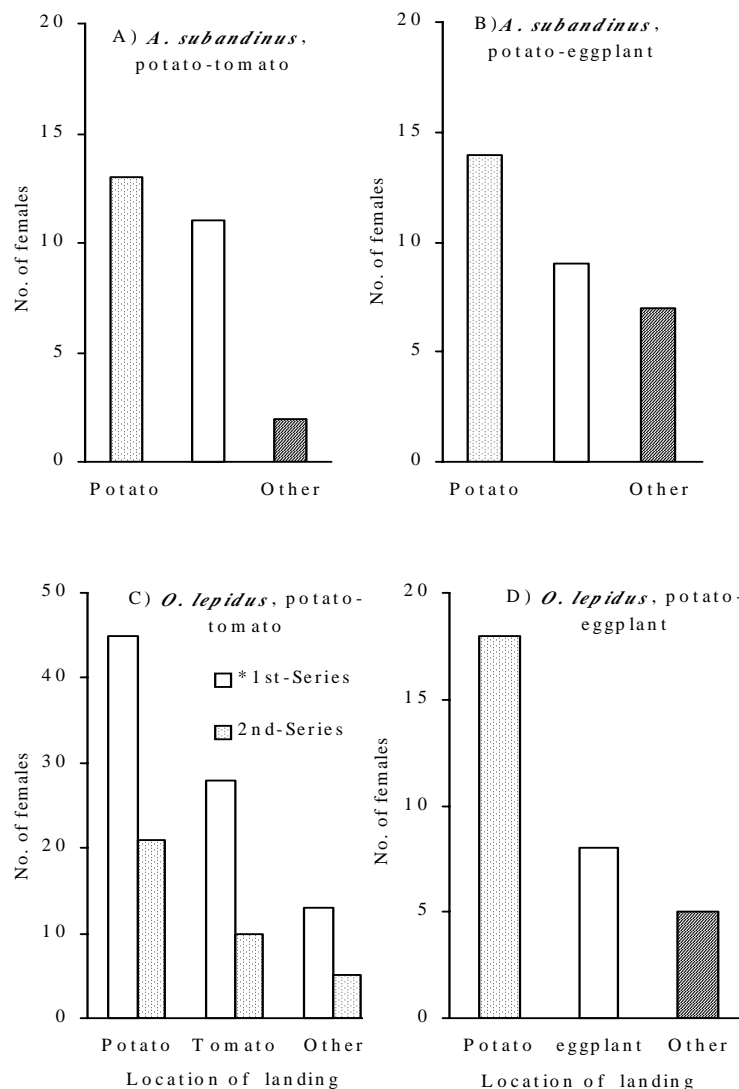 A) A. subandinus,
potato-tomato
No. of females
20
15
10
5
0
Potato Other
B)A. subandinus,
potato-eggplant
No. of females
20
15
10
5
0
Potato Other
C) O. lepidus, potato-
tomato
*1st-Series
2nd-Series
No. of females
50
40
30
20
10
0
Potato Tomato Other
Location of landing
D) O. lepidus, potato-
eggplant
No. of females
20
15
10
5
0
Potato eggplant Other
Location of landing